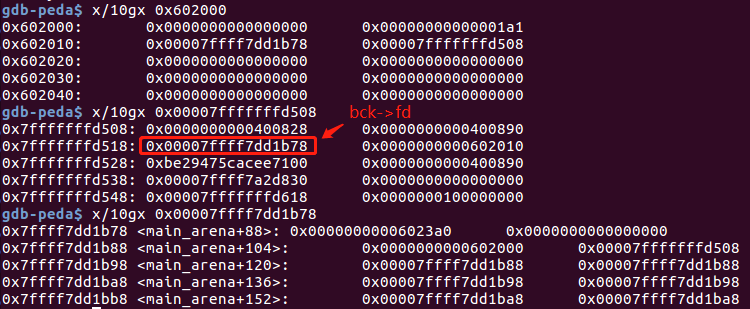 gdb-peda$ x/10gx 0x602000
0x602000: 0x0000000000000000 0x00000000000001a1
0x602010: 0x00007ffff7dd1b78 0x00007fffffffd508
0x602020: 0x0000000000000000 0x0000000000000000
0x602030: 0x0000000000000000 0x0000000000000000
0x602040: 0x0000000000000000 0x0000000000000000
gdb-peda$ x/10gx 0x00007fffffffd508 bck->fd
0x7fffffffd508: 0x0000000000400828 0x0000000000400890
0x7fffffffd518: 0x00007ffff7dd1b78 0x0000000000602010
0x7fffffffd528: 0xbe29475cacee7100 0x0000000000400890
0x7fffffffd538: 0x00007ffff7a2d830 0x0000000000000000
0x7fffffffd548: 0x00007fffffffd618 0x0000000100000000
gdb-peda$ x/10gx 0x00007ffff7dd1b78
0x7ffff7dd1b78 <main_arena+88>: 0x00000000006023a0 0x0000000000000000
0x7ffff7dd1b88 <main_arena+104>: 0x0000000000602000 0x00007fffffffd508
0x7ffff7dd1b98 <main_arena+120>: 0x00007ffff7dd1b88 0x00007ffff7dd1b88
0x7ffff7dd1ba8 <main_arena+136>: 0x00007ffff7dd1b98 0x00007ffff7dd1b98
0x7ffff7dd1bb8 <main_arena+152>: 0x00007ffff7dd1ba8 0x00007ffff7dd1ba8